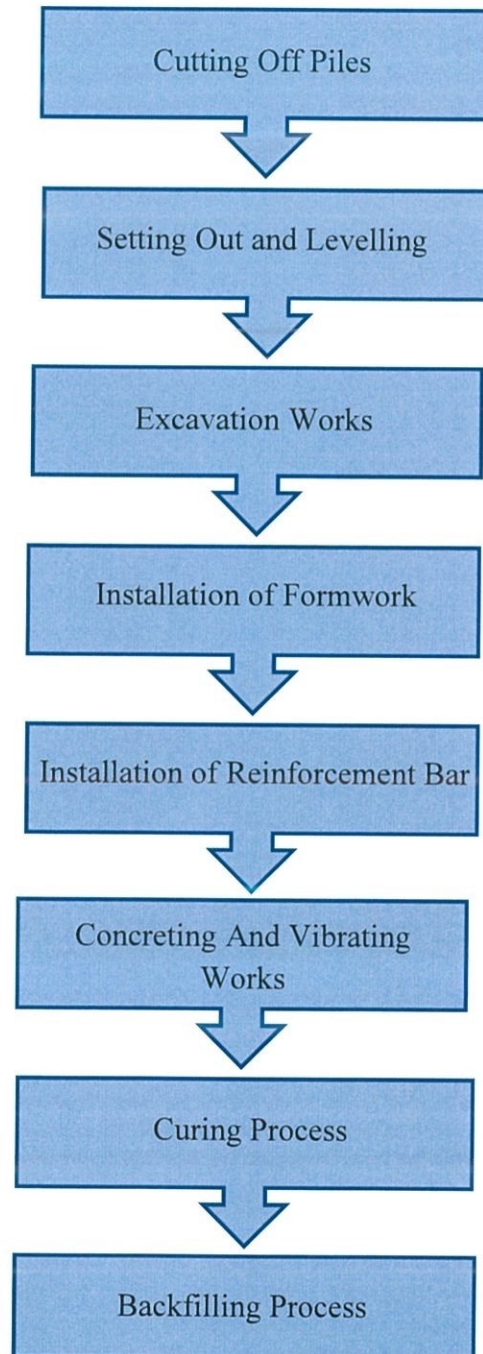 Cutting Off Piles
Setting Out and Levelling
Excavation Works
Installation of Formwork
Installation of Reinforcement Bar
Concreting And Vibrating
Works
Curing Process
Backfilling Process